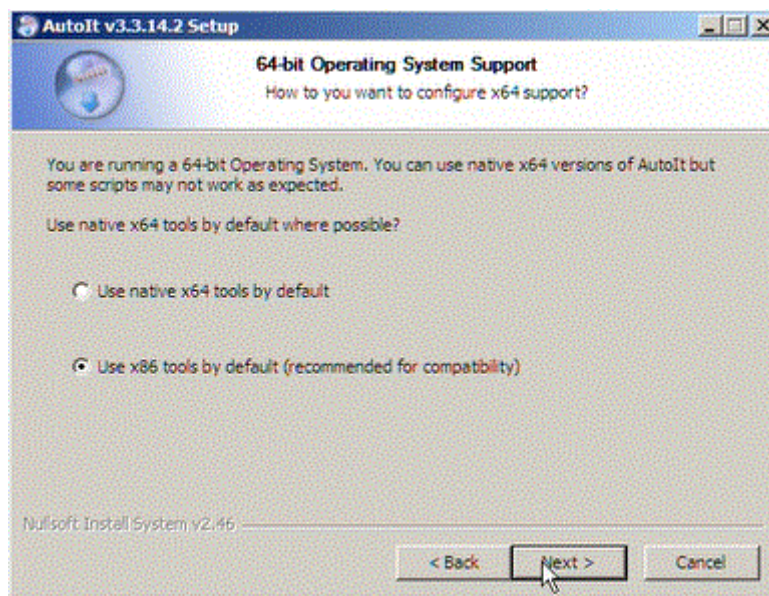 AutoIt v3.3.14.2 Setup
64-bit Operating System Support
How to you want to configure x64 support?
You are running a 64-bit Operating System. You can use native x64 versions of AutoIt but
some scripts may not work as expected.
Use native x64 tools by default where possible?
Use native x64 tools by default
Use x86 tools by default (recommended for compatibility)
Nullsoft Install System v2.46
< Back Next > Cancel